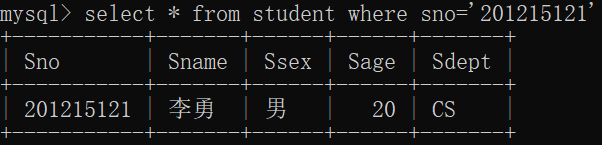 mysql> select * from student where sno='201215121'
+-----------+--------+------+------+-------+
| Sno       | Sname  | Ssex | Sage | Sdept |
+-----------+--------+------+------+-------+
| 201215121 | 李勇   | 男   |   20 | CS    |
+-----------+--------+------+------+-------+